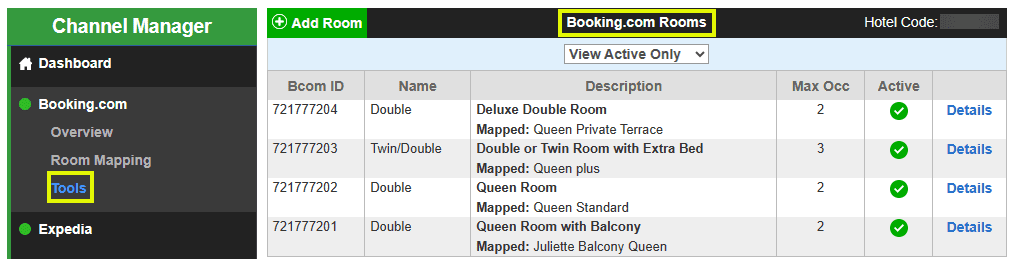 Channel Manager
Dashboard
Booking.com
Overview
Room Mapping
Tools
Expedia
Add Room
Booking.com Rooms
Hotel Code:
View Active Only
Bcom ID Name Description Max Occ Active
721777204 Double Deluxe Double Room 2 Details
Mapped: Queen Private Terrace
721777203 Twin/Double Double or Twin Room with Extra Bed 3 Details
Mapped: Queen plus
721777202 Double Queen Room 2 Details
Mapped: Queen Standard
721777201 Double Queen Room with Balcony 2 Details
Mapped: Juliette Balcony Queen